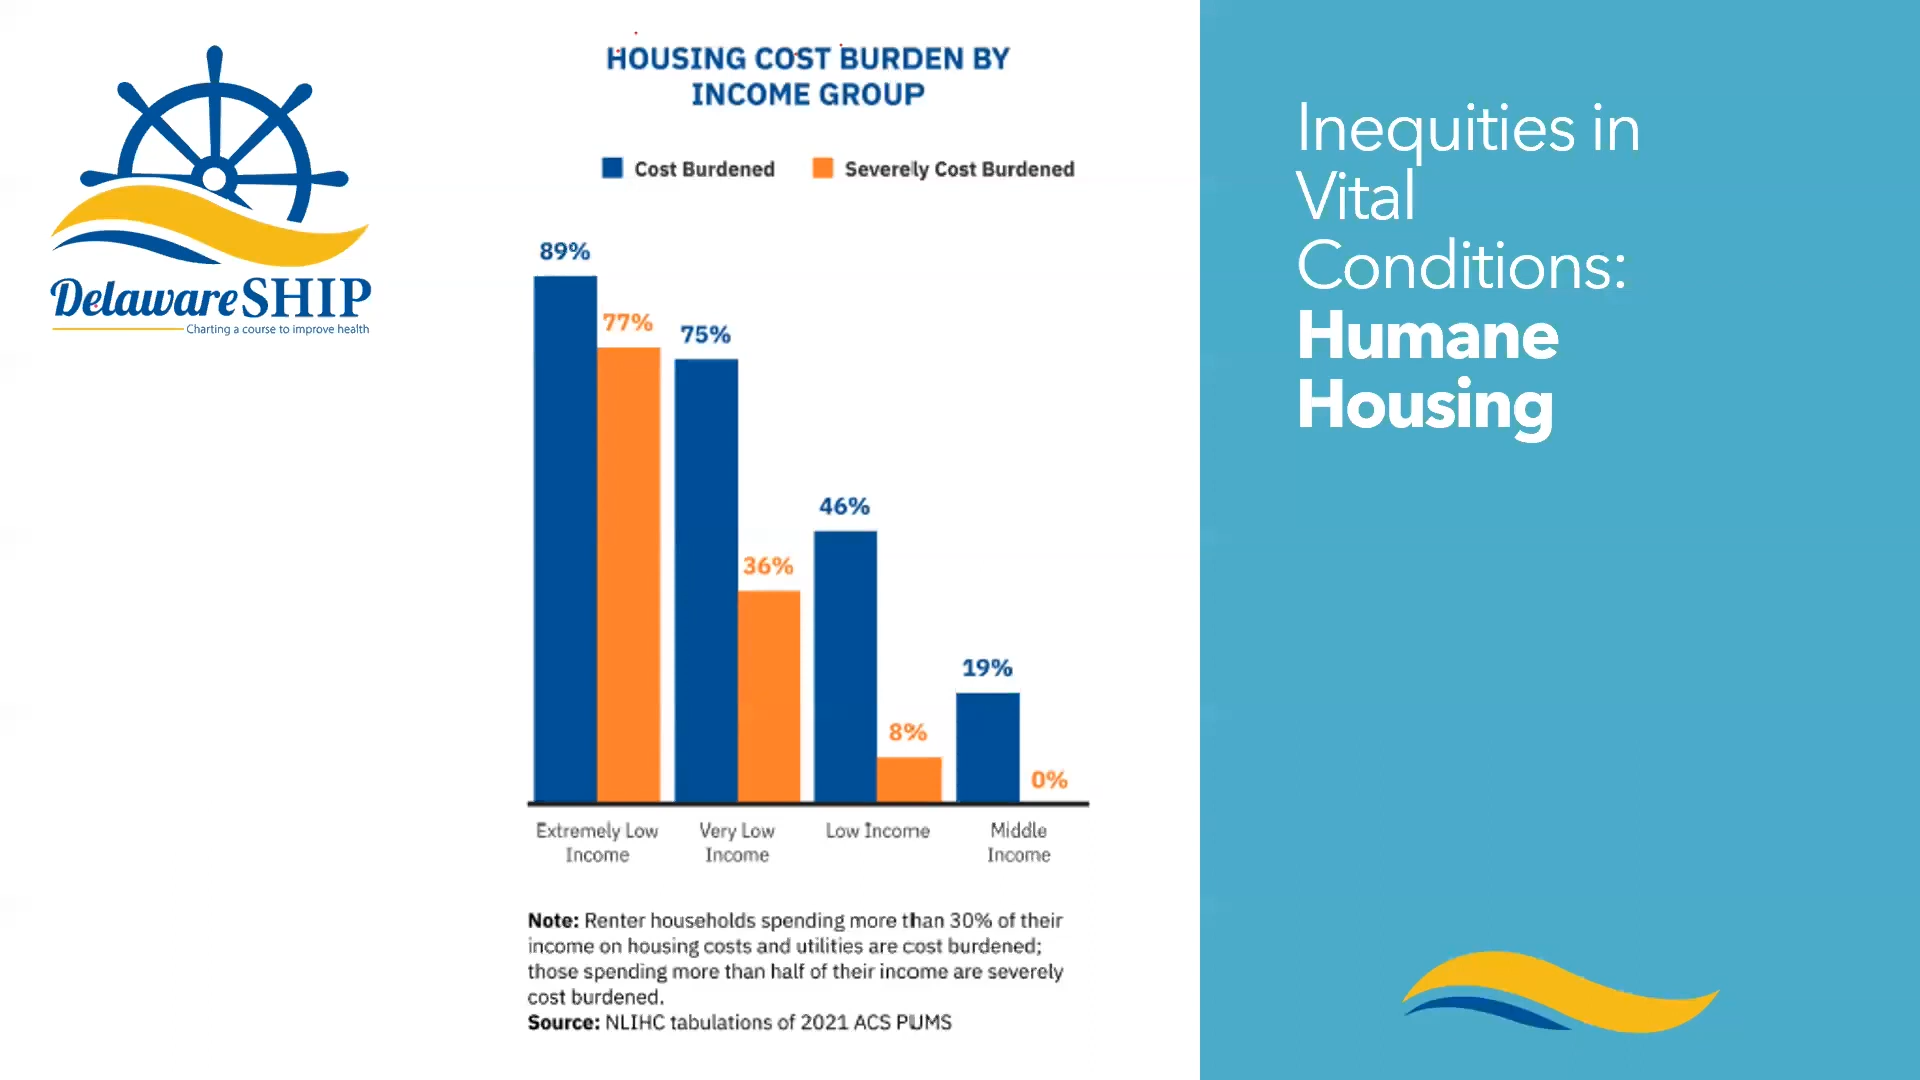 DelawareSHIP
Charting a course to improve health
HOUSING COST BURDEN BY
INCOME GROUP
Cost Burdened
Severely Cost Burdened
89%
77%
75%
36%
46%
8%
19%
0%
Extremely Low
Income
Very Low
Income
Low Income
Middle
Income
Note: Renter households spending more than 30% of their
income on housing costs and utilities are cost burdened;
those spending more than half of their income are severely
cost burdened.
Source: NLIHC tabulations of 2021 ACS PUMS
Inequities in
Vital
Conditions:
Humane
Housing